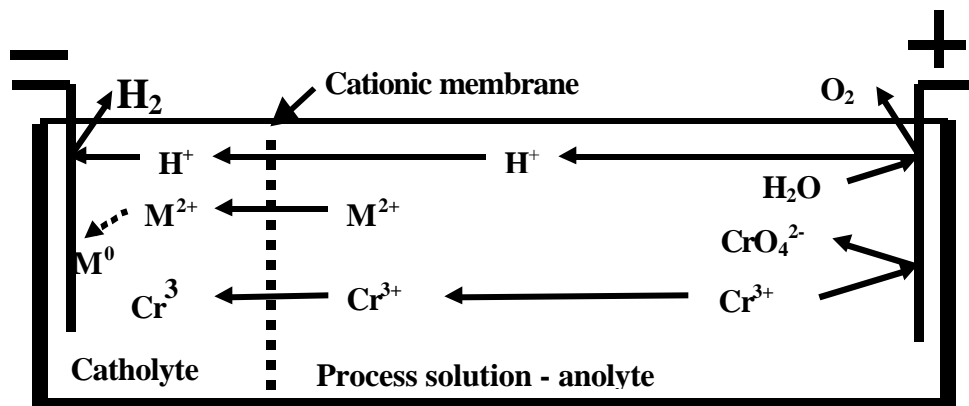 − +
H₂ Cationic membrane O₂
H⁺ H⁺
H₂O
M²⁺ M²⁺
CrO₄²⁻
M⁰
Cr³ Cr³⁺ Cr³⁺
Catholyte Process solution - anolyte